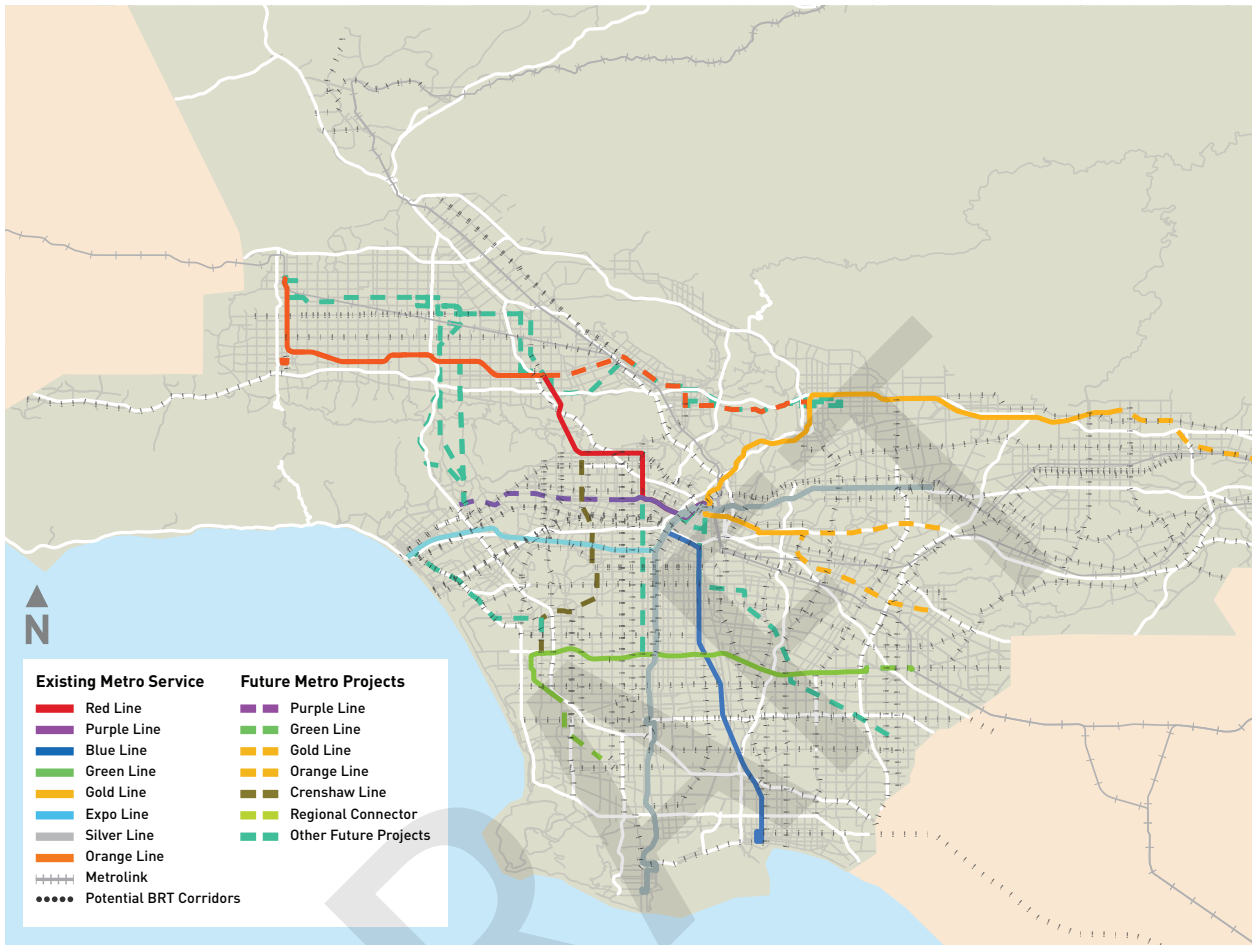 N
Existing Metro Service
Red Line
Purple Line
Blue Line
Green Line
Gold Line
Expo Line
Silver Line
Orange Line
Metrolink
Potential BRT Corridors
Future Metro Projects
Purple Line
Green Line
Gold Line
Orange Line
Crenshaw Line
Regional Connector
Other Future Projects
DRAFT